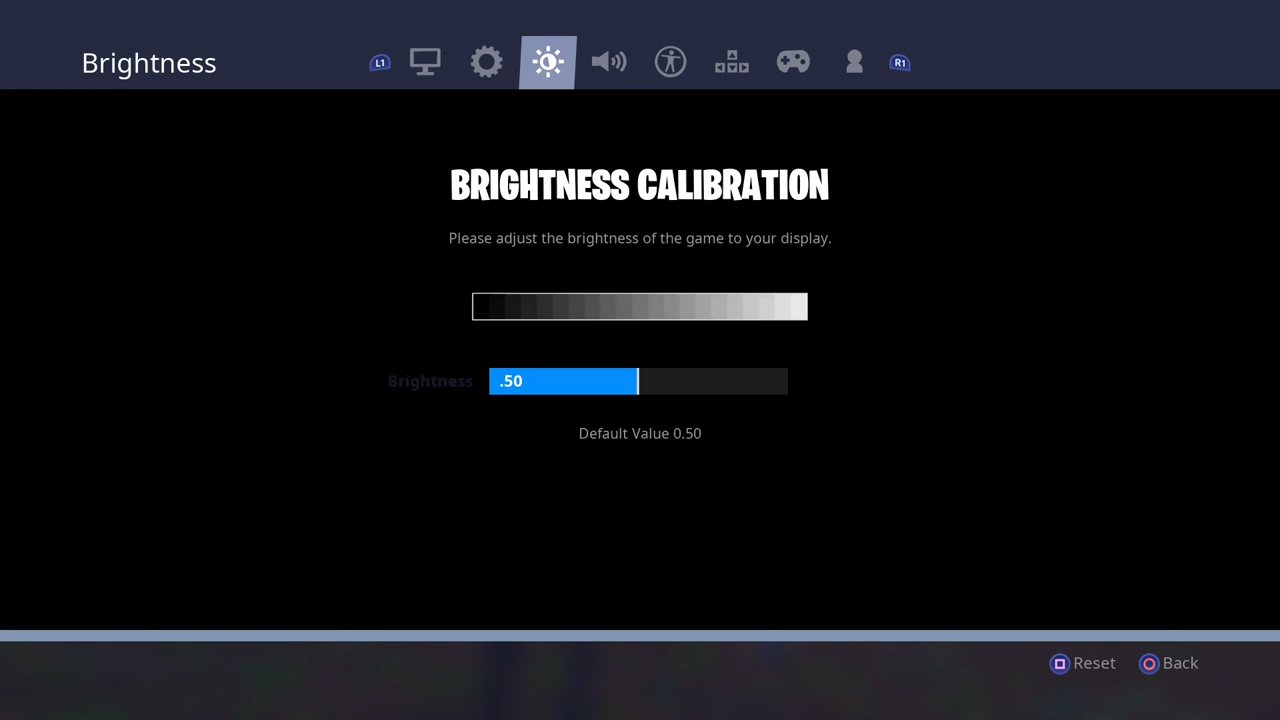 Brightness
L1
R1
BRIGHTNESS CALIBRATION
Please adjust the brightness of the game to your display.
Brightness .50
Default Value 0.50
Reset Back